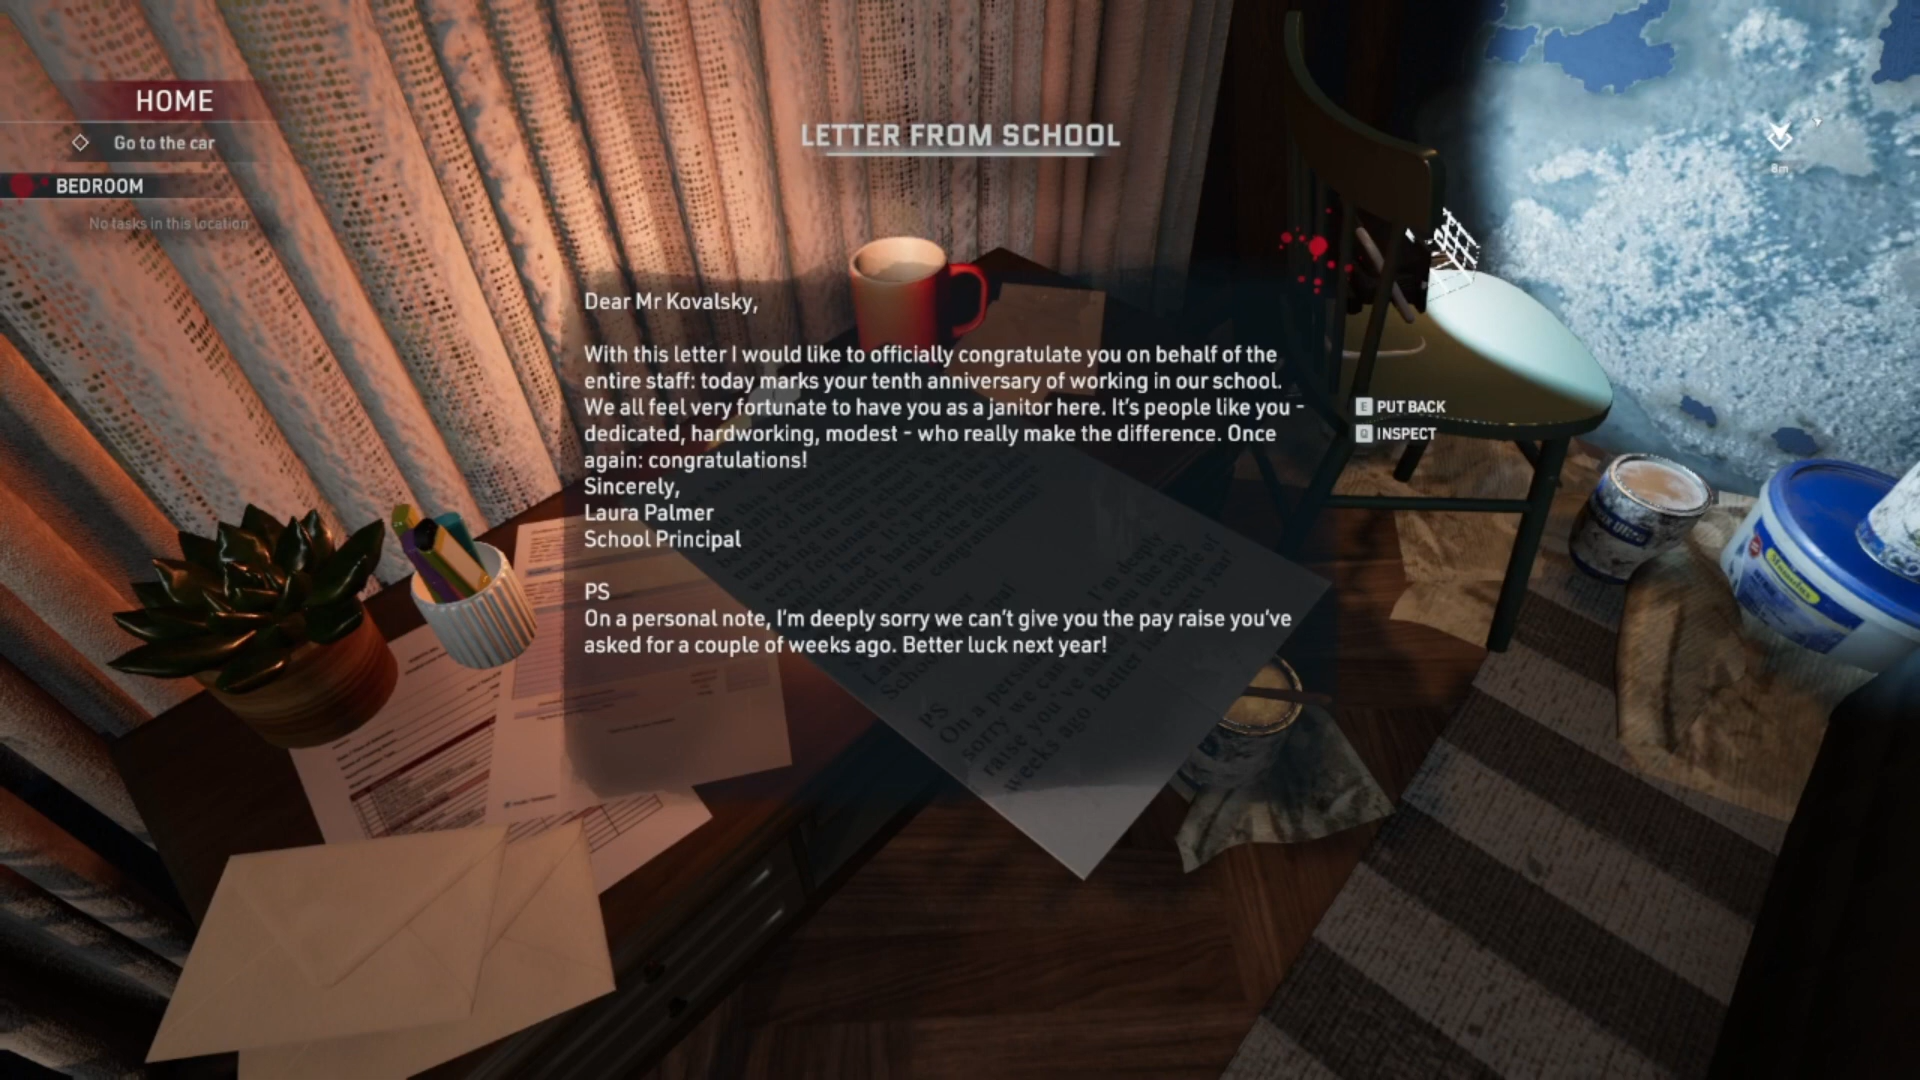 HOME
Go to the car
BEDROOM
No tasks in this location
LETTER FROM SCHOOL
8m
Dear Mr Kovalsky,
With this letter I would like to officially congratulate you on behalf of the
entire staff: today marks your tenth anniversary of working in our school.
We all feel very fortunate to have you as a janitor here. It's people like you -
dedicated, hardworking, modest - who really make the difference. Once
again: congratulations!
Sincerely,
Laura Palmer
School Principal
PS
On a personal note, I'm deeply sorry we can't give you the pay raise you've
asked for a couple of weeks ago. Better luck next year!
E PUT BACK
Q INSPECT